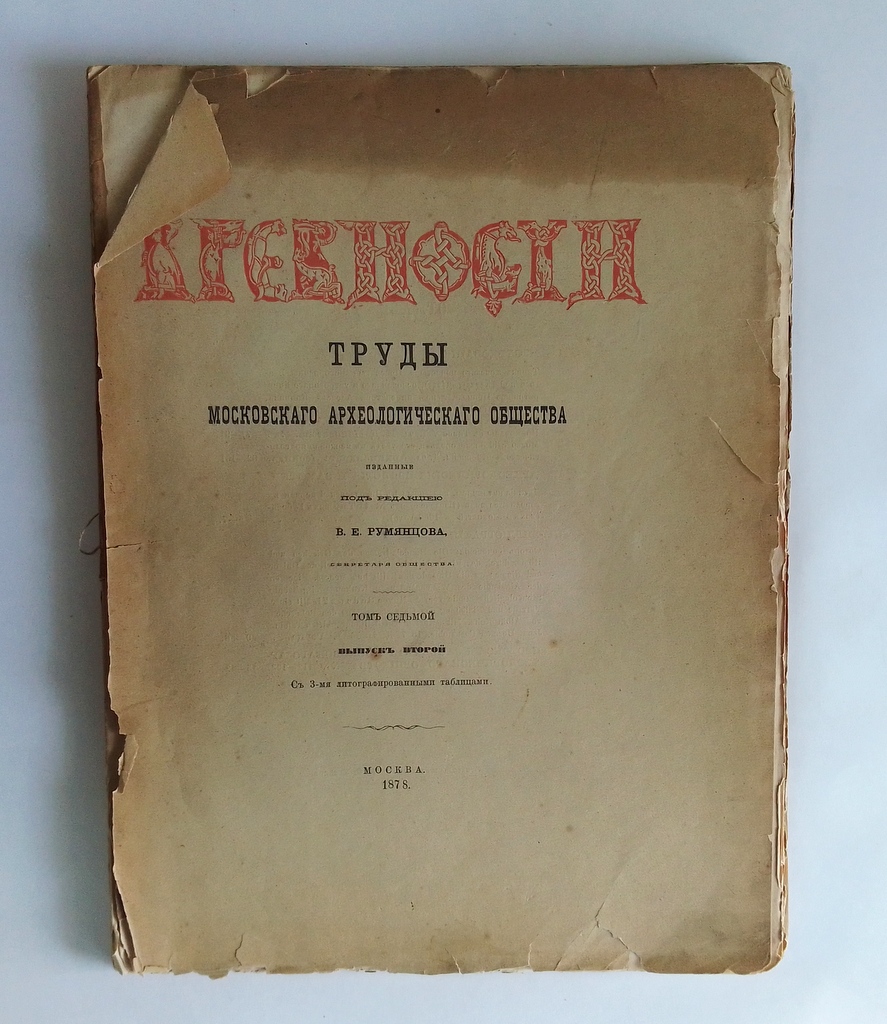 ДРЕВНОСТИ
ТРУДЫ
МОСКОВСКАГО АРХЕОЛОГИЧЕСКАГО ОБЩЕСТВА
ИЗДАННЫЕ
ПОДЪ РЕДАКЦІЕЮ
В. Е. РУМЯНЦОВА,
СЕКРЕТАРЯ ОБЩЕСТВА.
ТОМЪ СЕДЬМОЙ
ВЫПУСКЪ ВТОРОЙ
Съ 3-мя литографированными таблицами.
МОСКВА.
1878.